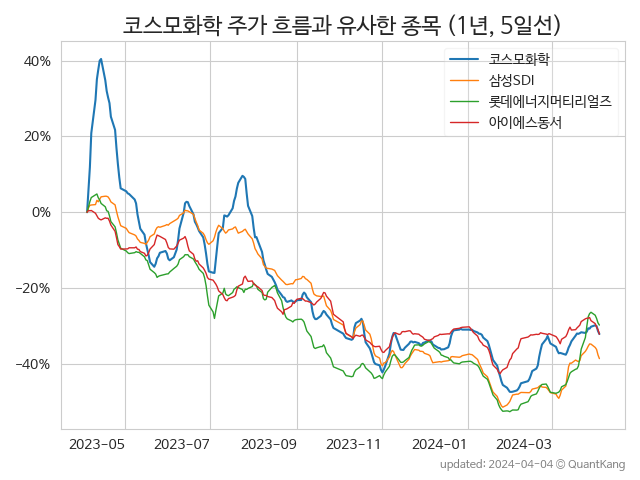 코스모화학 주가 흐름과 유사한 종목 (1년, 5일선)
코스모화학
삼성SDI
롯데에너지머티리얼즈
아이에스동서
40%
20%
0%
−20%
−40%
2023-05 2023-07 2023-09 2023-11 2024-01 2024-03
updated: 2024-04-04 © QuantKang